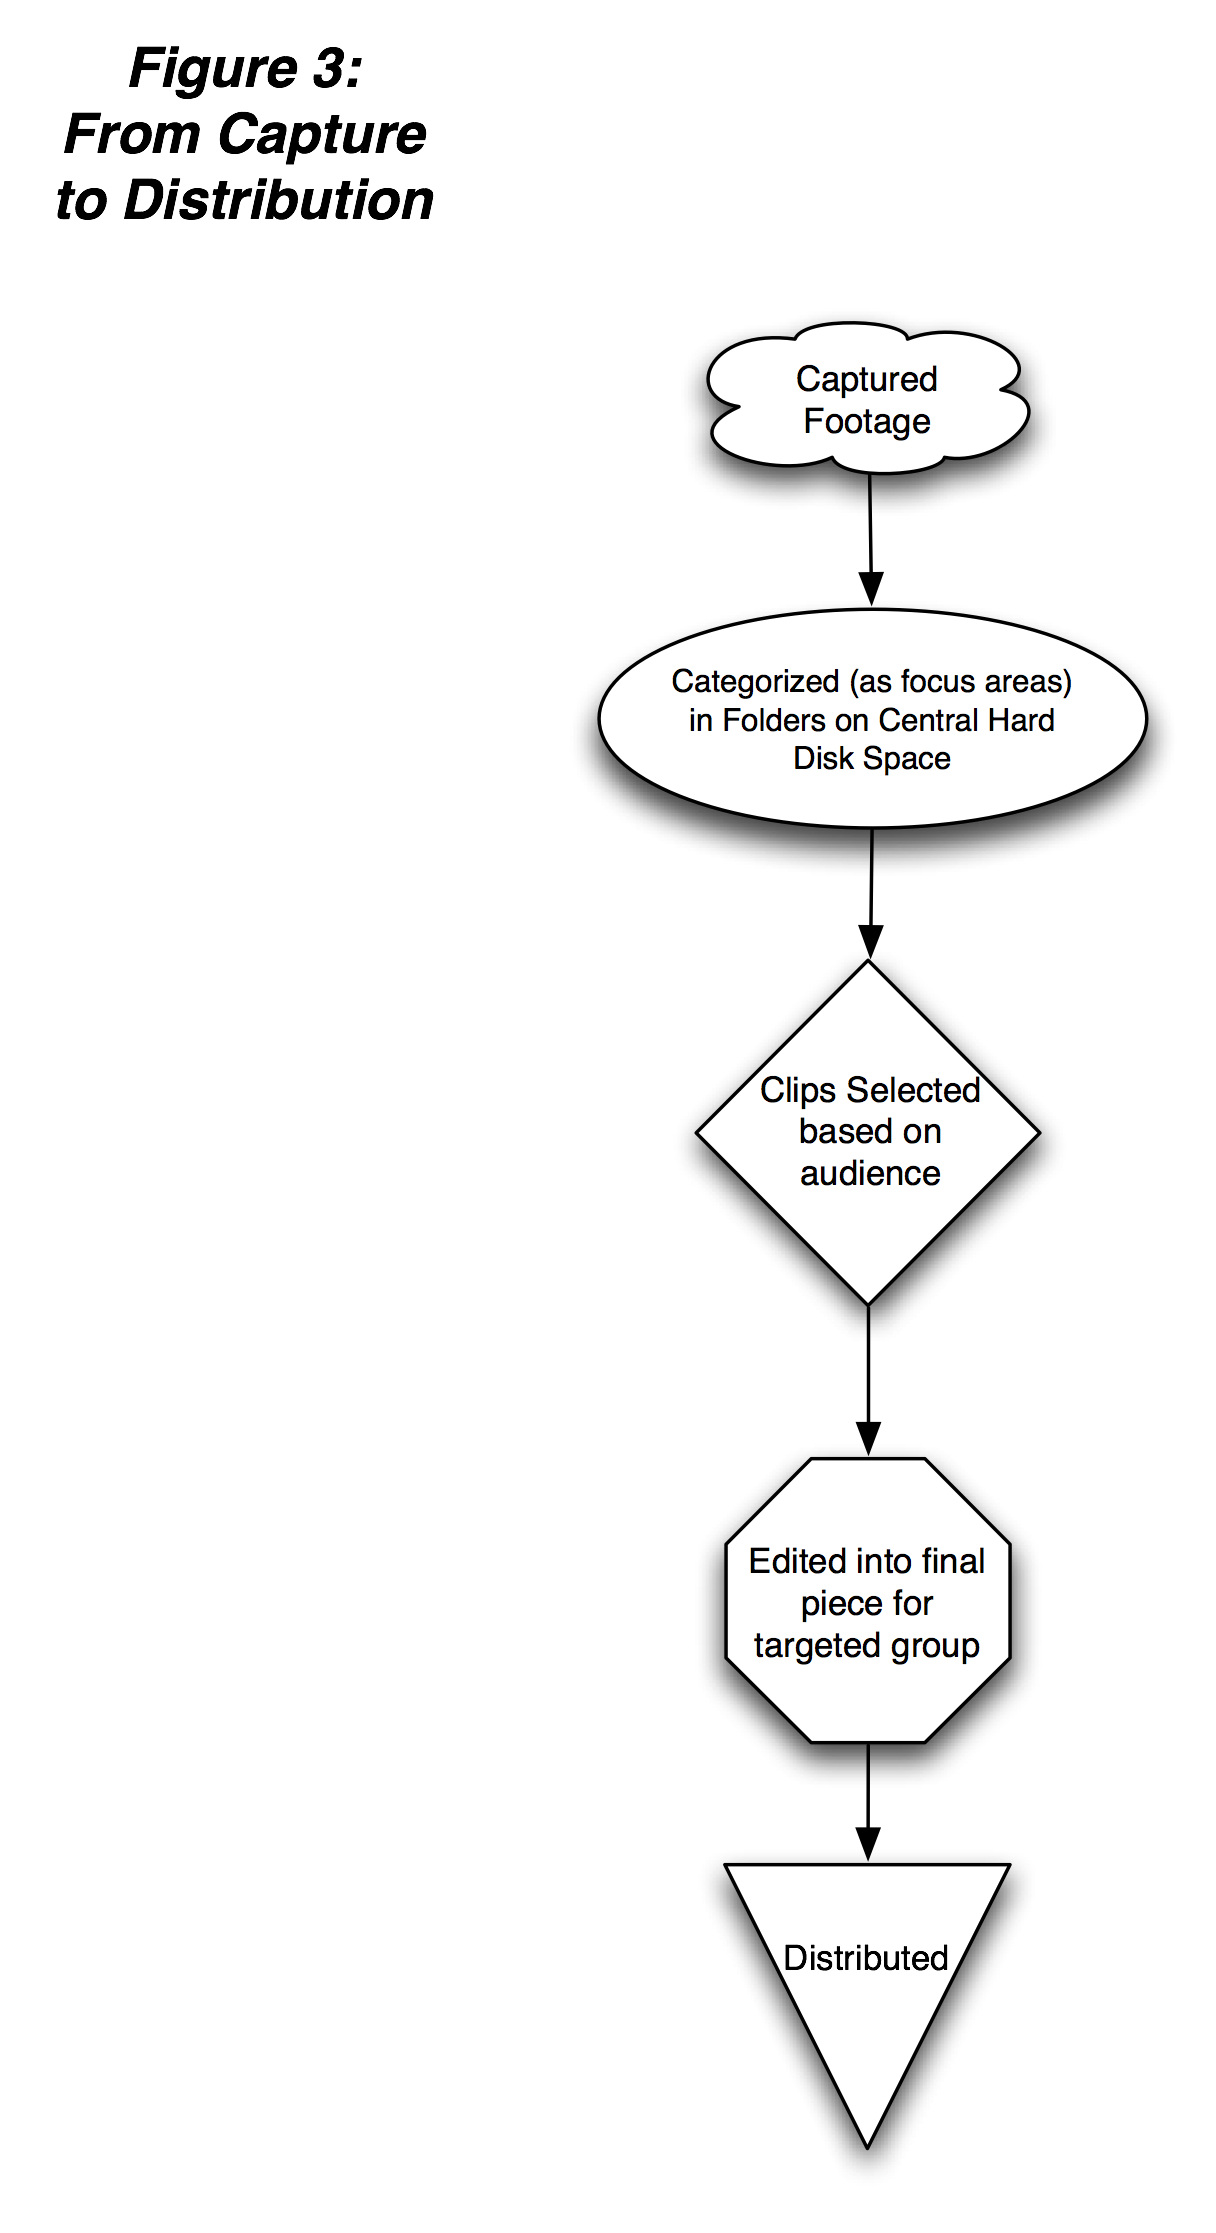 Figure 3:
From Capture
to Distribution
Captured
Footage
Categorized (as focus areas)
in Folders on Central Hard
Disk Space
Clips Selected
based on
audience
Edited into final
piece for
targeted group
Distributed